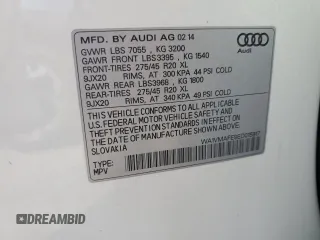 MFD. BY AUDI AG 02 14
GVWR LBS 7055 KG 3200
GAWR FRONT LBS3395 KG 1540
FRONT-TIRES 275/45 R20 XL
9JX20 RIMS, AT 300 KPA 44 PSI COLD
GAWR REAR LBS3968 KG 1800
REAR-TIRES 275/45 R20 XL
9JX20 RIMS, AT 340 KPA 49 PSI COLD
THIS VEHICLE CONFORMS TO ALL APPLICABLE
U.S. FEDERAL MOTOR VEHICLE SAFETY STANDARDS IN EFFECT ON THE
DATE OF MANUFACTURE SHOWN ABOVE.
SLOVAKIA
TYPE:
MPV
Audi
DREAMBID